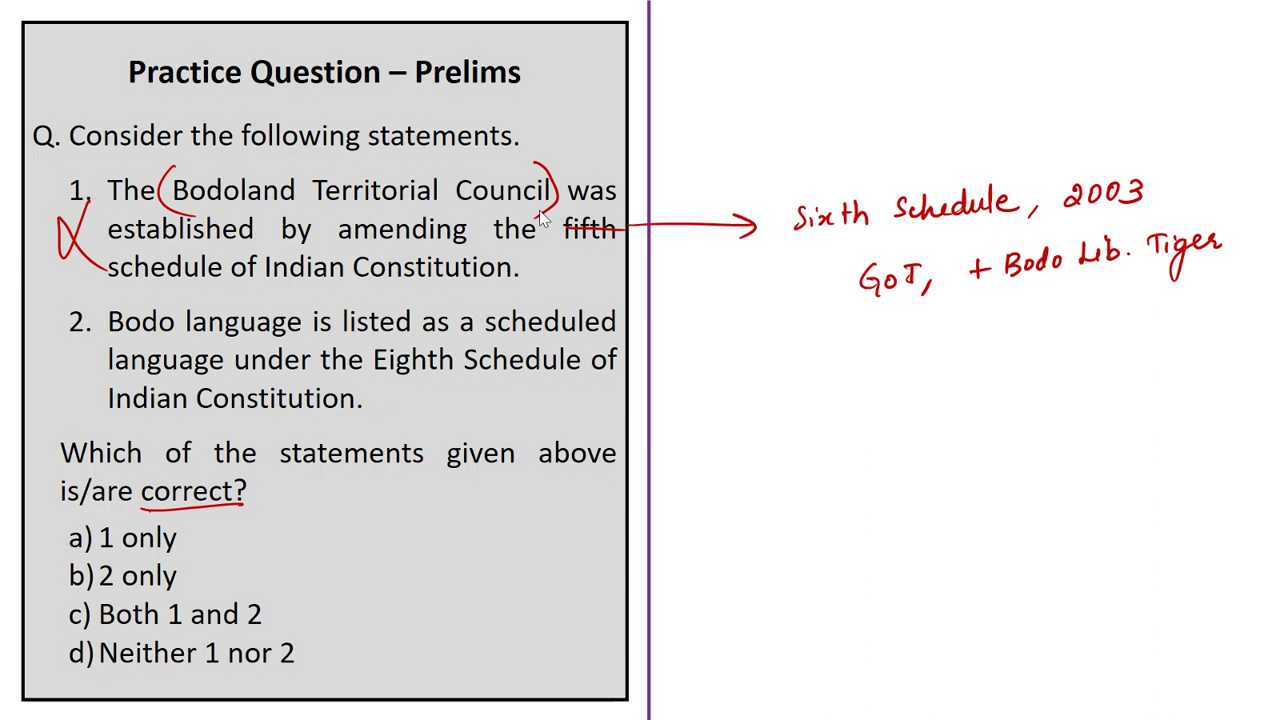 Practice Question – Prelims
Q. Consider the following statements.
1. The Bodoland Territorial Council was
established by amending the fifth
schedule of Indian Constitution.
2. Bodo language is listed as a scheduled
language under the Eighth Schedule of
Indian Constitution.
Which of the statements given above
is/are correct?
a) 1 only
b) 2 only
c) Both 1 and 2
d) Neither 1 nor 2
Sixth Schedule, 2003
GoI, + Bodo Lib. Tiger